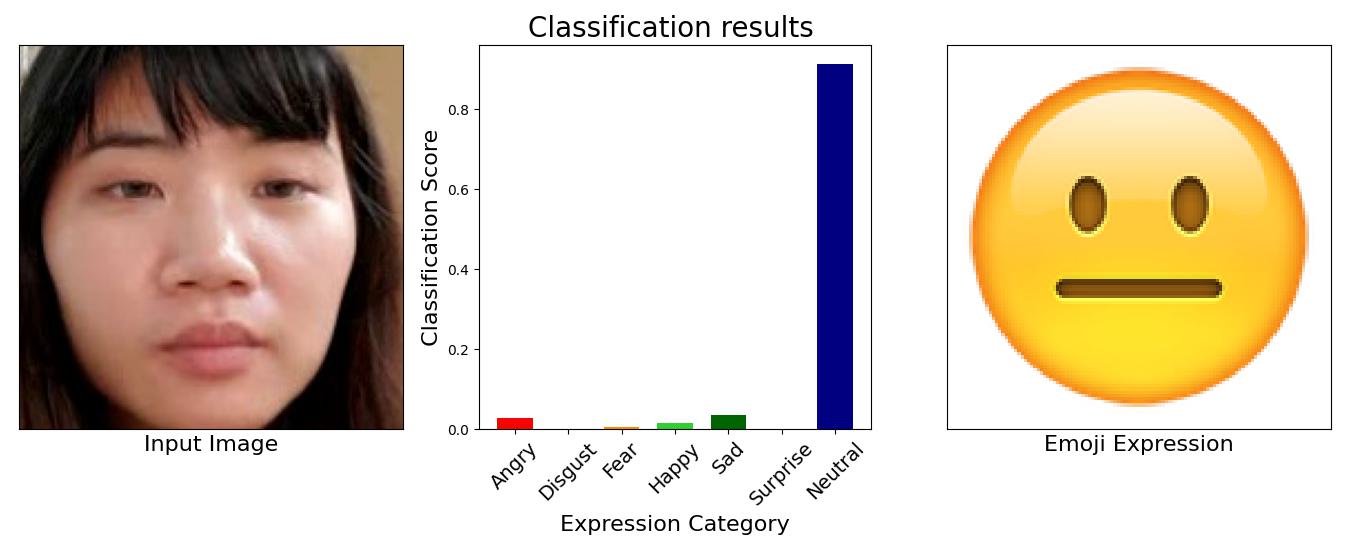 Classification results
Classification Score
0.8
0.6
0.4
0.2
0.0
Angry
Disgust
Fear
Happy
Sad
Surprise
Neutral
Expression Category
Input Image
Emoji Expression